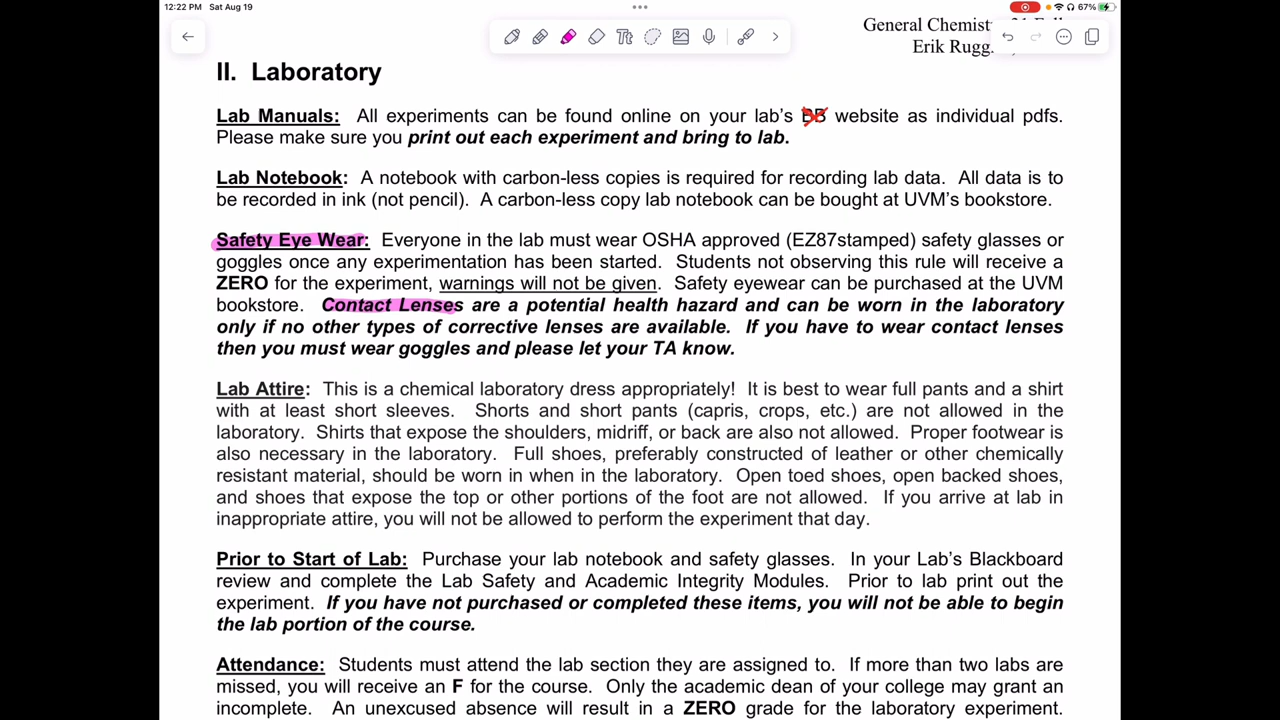 12:22 PM Sat Aug 19
67%
General Chemist
Erik Rugg
II. Laboratory
Lab Manuals: All experiments can be found online on your lab's BB website as individual pdfs.
Please make sure you print out each experiment and bring to lab.
Lab Notebook: A notebook with carbon-less copies is required for recording lab data. All data is to
be recorded in ink (not pencil). A carbon-less copy lab notebook can be bought at UVM's bookstore.
Safety Eye Wear: Everyone in the lab must wear OSHA approved (EZ87stamped) safety glasses or
goggles once any experimentation has been started. Students not observing this rule will receive a
ZERO for the experiment, warnings will not be given. Safety eyewear can be purchased at the UVM
bookstore. Contact Lenses are a potential health hazard and can be worn in the laboratory
only if no other types of corrective lenses are available. If you have to wear contact lenses
then you must wear goggles and please let your TA know.
Lab Attire: This is a chemical laboratory dress appropriately! It is best to wear full pants and a shirt
with at least short sleeves. Shorts and short pants (capris, crops, etc.) are not allowed in the
laboratory. Shirts that expose the shoulders, midriff, or back are also not allowed. Proper footwear is
also necessary in the laboratory. Full shoes, preferably constructed of leather or other chemically
resistant material, should be worn in when in the laboratory. Open toed shoes, open backed shoes,
and shoes that expose the top or other portions of the foot are not allowed. If you arrive at lab in
inappropriate attire, you will not be allowed to perform the experiment that day.
Prior to Start of Lab: Purchase your lab notebook and safety glasses. In your Lab's Blackboard
review and complete the Lab Safety and Academic Integrity Modules. Prior to lab print out the
experiment. If you have not purchased or completed these items, you will not be able to begin
the lab portion of the course.
Attendance: Students must attend the lab section they are assigned to. If more than two labs are
missed, you will receive an F for the course. Only the academic dean of your college may grant an
incomplete. An unexcused absence will result in a ZERO grade for the laboratory experiment.